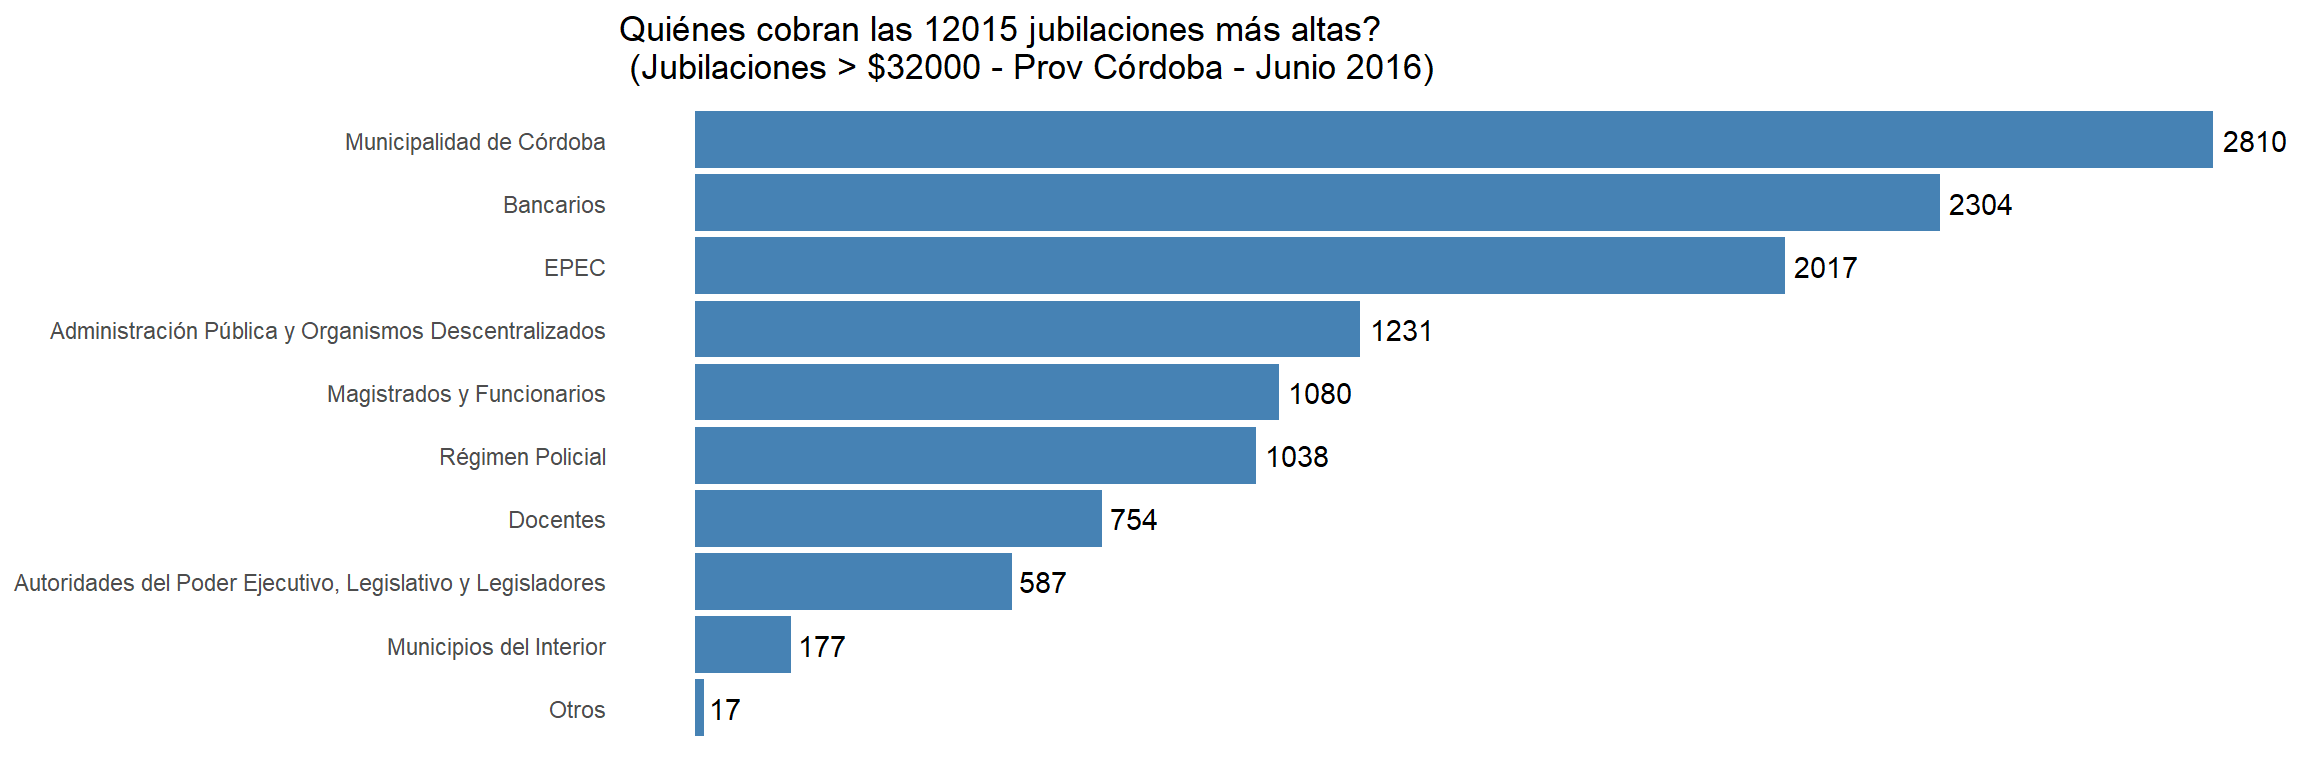 Quiénes cobran las 12015 jubilaciones más altas?
(Jubilaciones > $32000 - Prov Córdoba - Junio 2016)
Municipalidad de Córdoba 2810
Bancarios 2304
EPEC 2017
Administración Pública y Organismos Descentralizados 1231
Magistrados y Funcionarios 1080
Régimen Policial 1038
Docentes 754
Autoridades del Poder Ejecutivo, Legislativo y Legisladores 587
Municipios del Interior 177
Otros 17